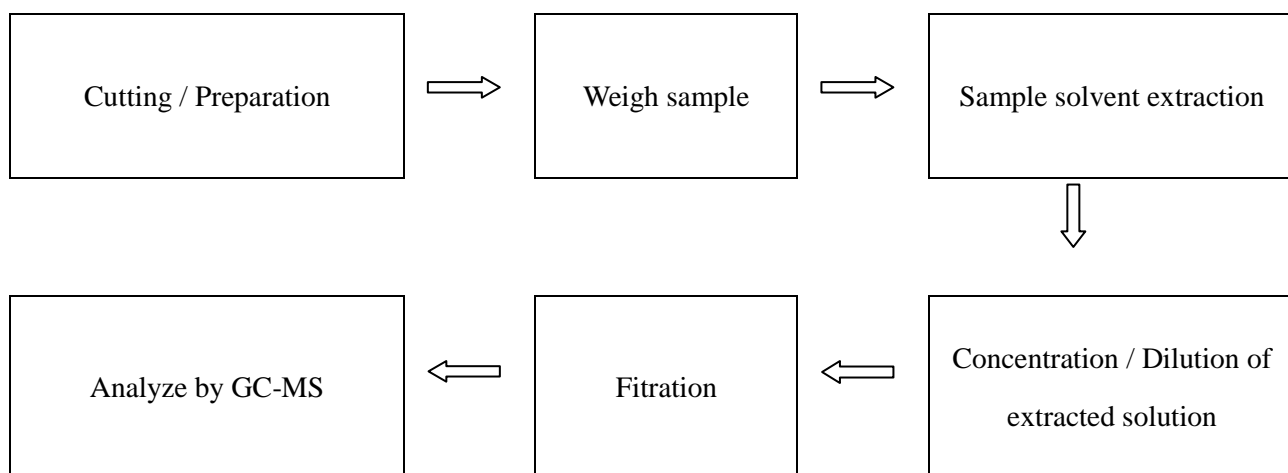 Cutting / Preparation
Weigh sample
Sample solvent extraction
Concentration / Dilution of
extracted solution
Fitration
Analyze by GC-MS